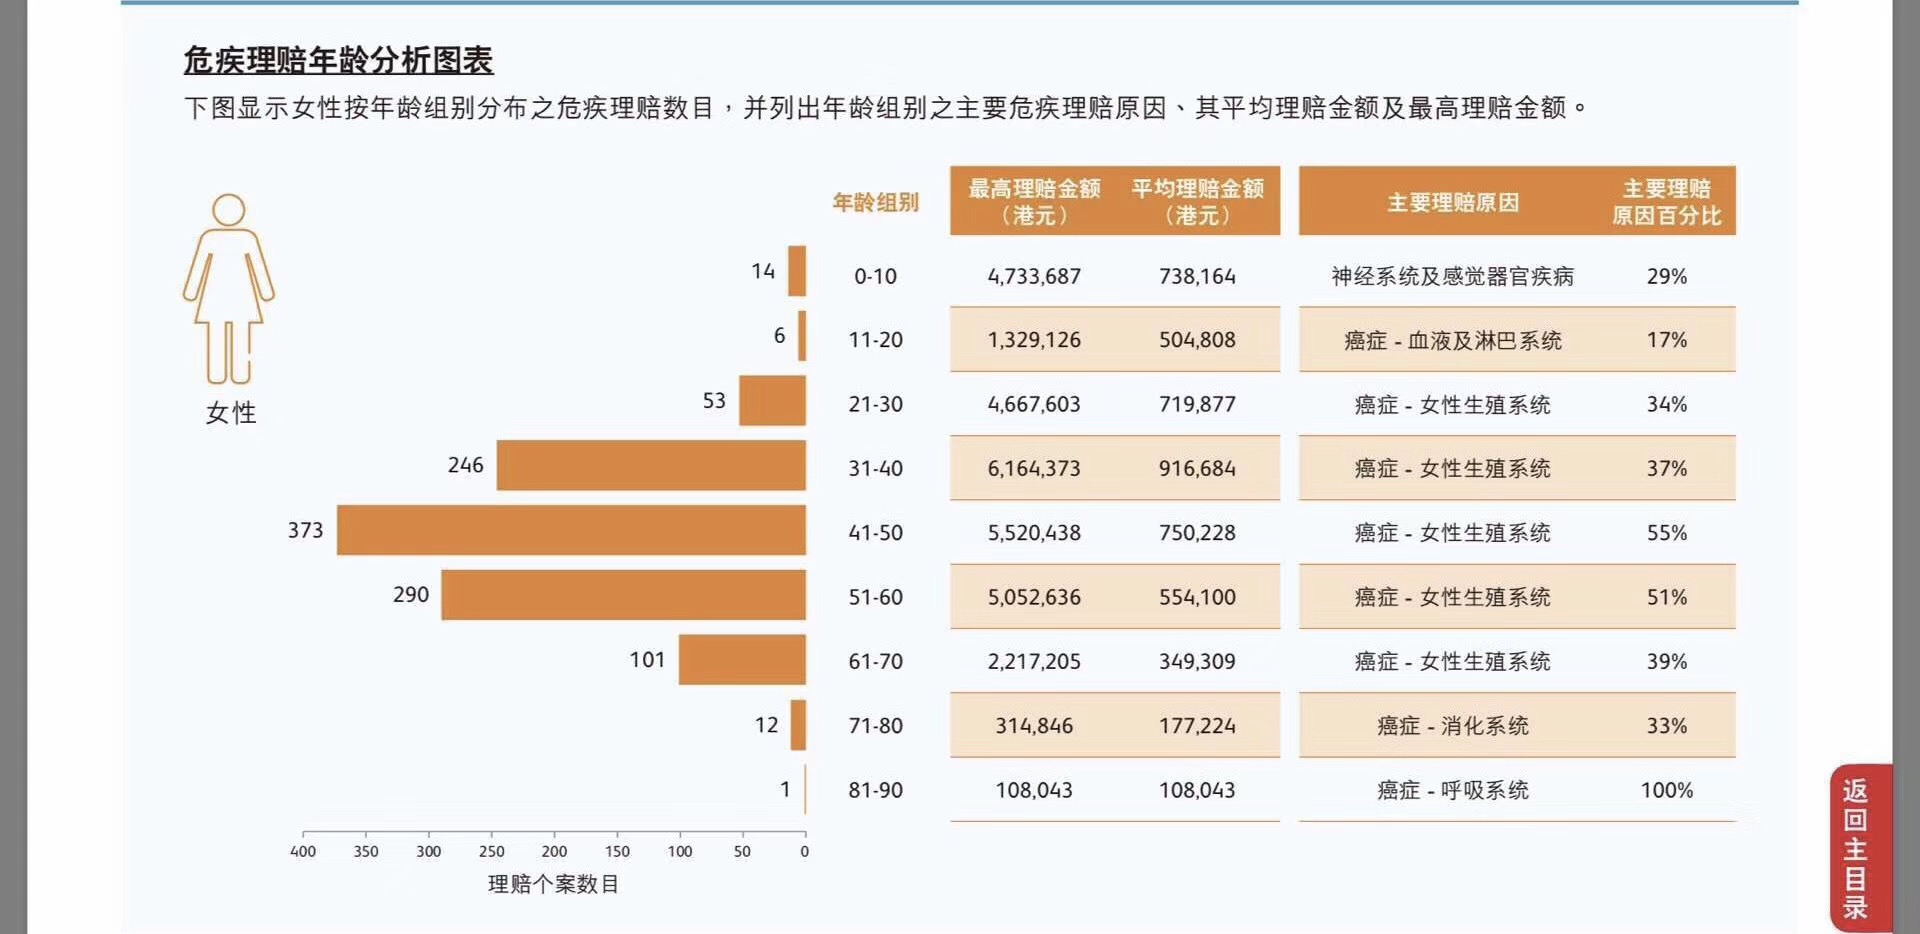 危疾理赔年龄分析图表
下图显示女性按年龄组别分布之危疾理赔数目，并列出年龄组别之主要危疾理赔原因、其平均理赔金额及最高理赔金额。
女性
年龄组别 最高理赔金额（港元） 平均理赔金额（港元） 主要理赔原因 主要理赔原因百分比
14 0-10 4,733,687 738,164 神经系统及感觉器官疾病 29%
6 11-20 1,329,126 504,808 癌症 - 血液及淋巴系统 17%
53 21-30 4,667,603 719,877 癌症 - 女性生殖系统 34%
246 31-40 6,164,373 916,684 癌症 - 女性生殖系统 37%
373 41-50 5,520,438 750,228 癌症 - 女性生殖系统 55%
290 51-60 5,052,636 554,100 癌症 - 女性生殖系统 51%
101 61-70 2,217,205 349,309 癌症 - 女性生殖系统 39%
12 71-80 314,846 177,224 癌症 - 消化系统 33%
1 81-90 108,043 108,043 癌症 - 呼吸系统 100%
400 350 300 250 200 150 100 50 0
理赔个案数目
返回主目录